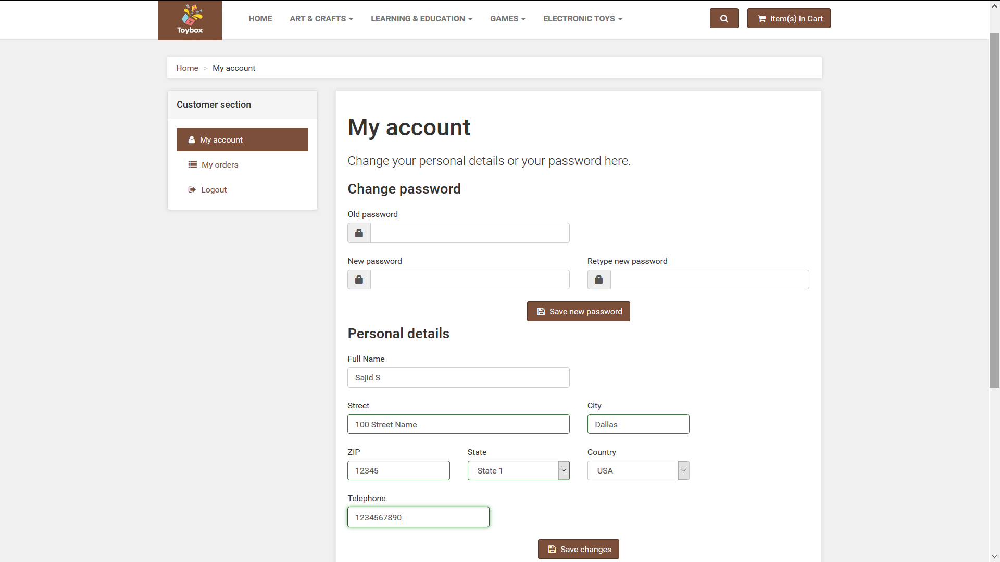 Toybox
HOME ART & CRAFTS LEARNING & EDUCATION GAMES ELECTRONIC TOYS
item(s) in Cart
Home > My account
Customer section
My account
My orders
Logout
My account
Change your personal details or your password here.
Change password
Old password
New password Retype new password
Save new password
Personal details
Full Name
Sajid S
Street City
100 Street Name Dallas
ZIP State Country
12345 State 1 USA
Telephone
1234567890
Save changes